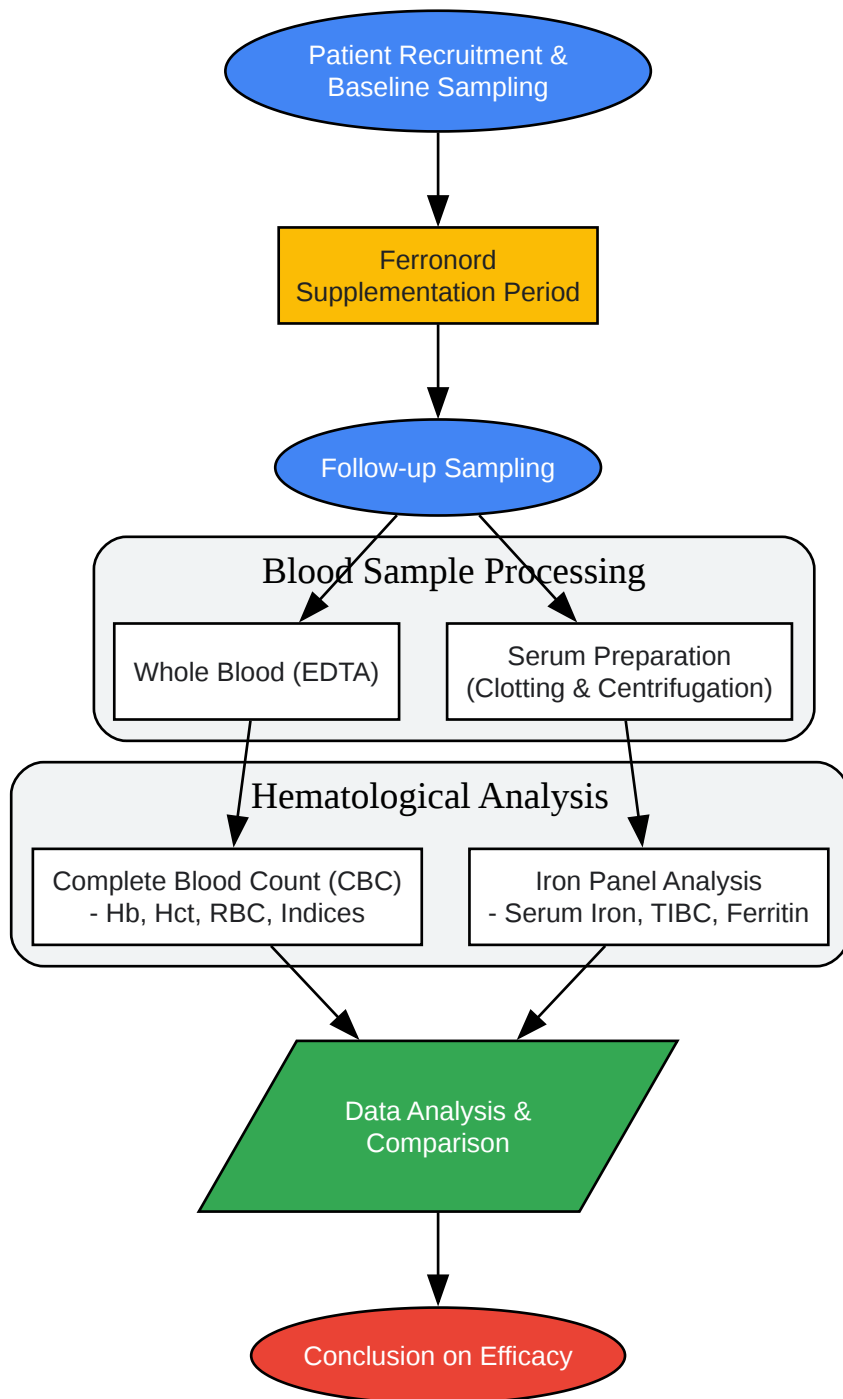 Patient Recruitment &
Baseline Sampling
Ferronord
Supplementation Period
Follow-up Sampling
Blood Sample Processing
Whole Blood (EDTA)
Serum Preparation
(Clotting & Centrifugation)
Hematological Analysis
Complete Blood Count (CBC)
- Hb, Hct, RBC, Indices
Iron Panel Analysis
- Serum Iron, TIBC, Ferritin
Data Analysis &
Comparison
Conclusion on Efficacy